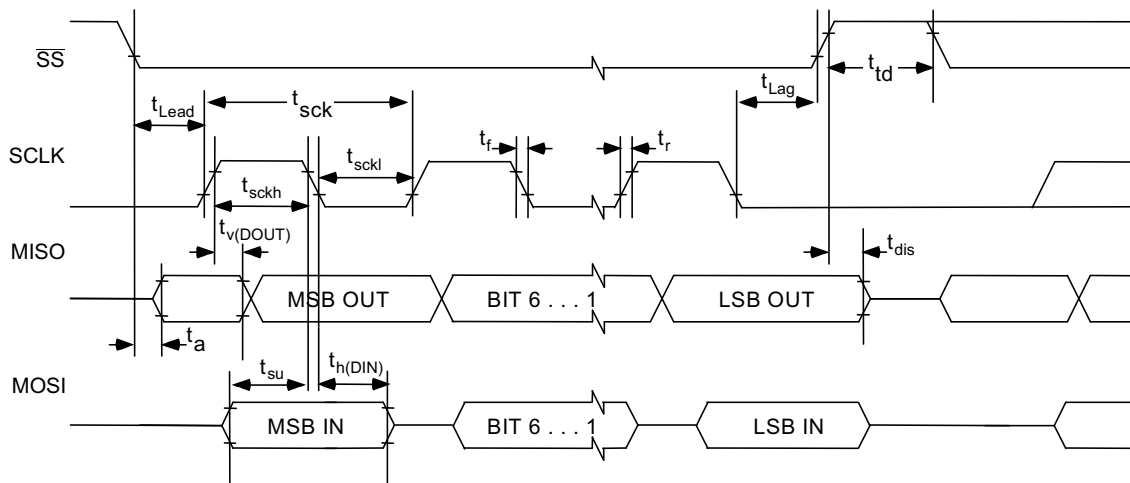 SS
t_td
t_Lead
t_sck
t_Lag
SCLK
t_f
t_r
t_sckl
t_sckh
t_v(DOUT)
MISO
t_dis
MSB OUT
BIT 6 . . . 1
LSB OUT
t_a
t_su
t_h(DIN)
MOSI
MSB IN
BIT 6 . . . 1
LSB IN